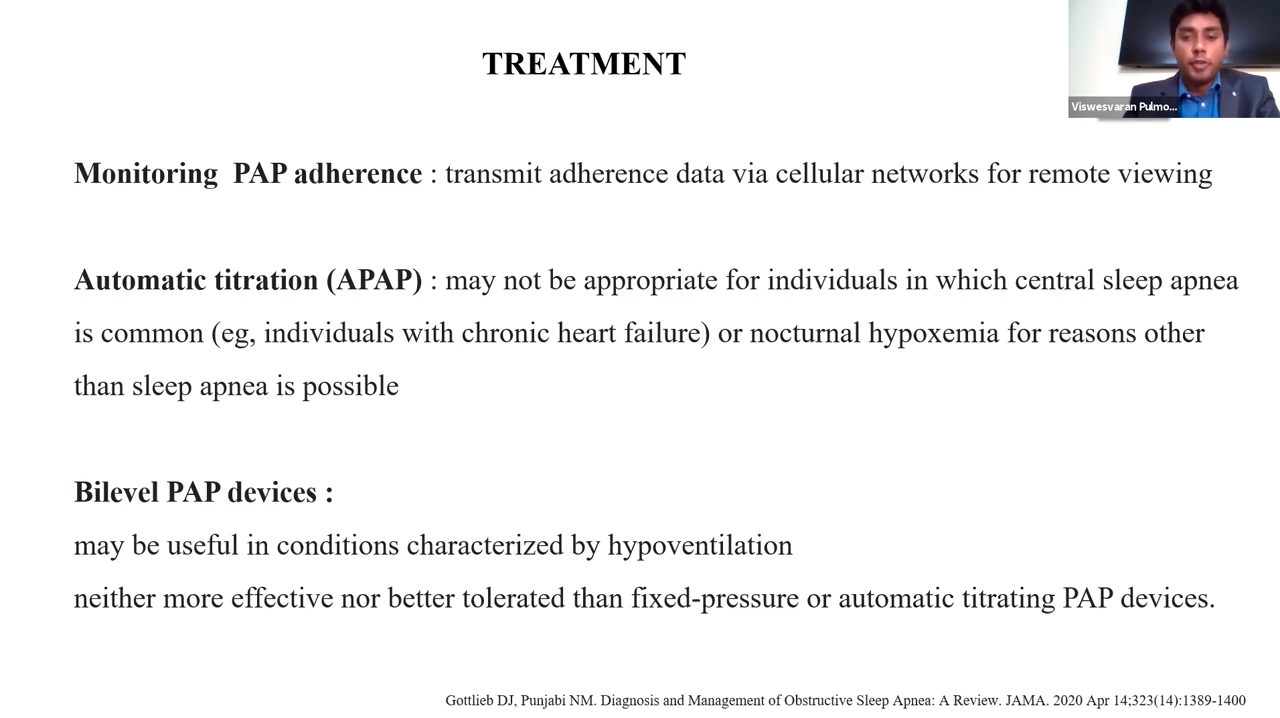 TREATMENT
Viswesvaran Pulmo...
Monitoring PAP adherence : transmit adherence data via cellular networks for remote viewing
Automatic titration (APAP) : may not be appropriate for individuals in which central sleep apnea
is common (eg, individuals with chronic heart failure) or nocturnal hypoxemia for reasons other
than sleep apnea is possible
Bilevel PAP devices :
may be useful in conditions characterized by hypoventilation
neither more effective nor better tolerated than fixed-pressure or automatic titrating PAP devices.
Gottlieb DJ, Punjabi NM. Diagnosis and Management of Obstructive Sleep Apnea: A Review. JAMA. 2020 Apr 14;323(14):1389-1400